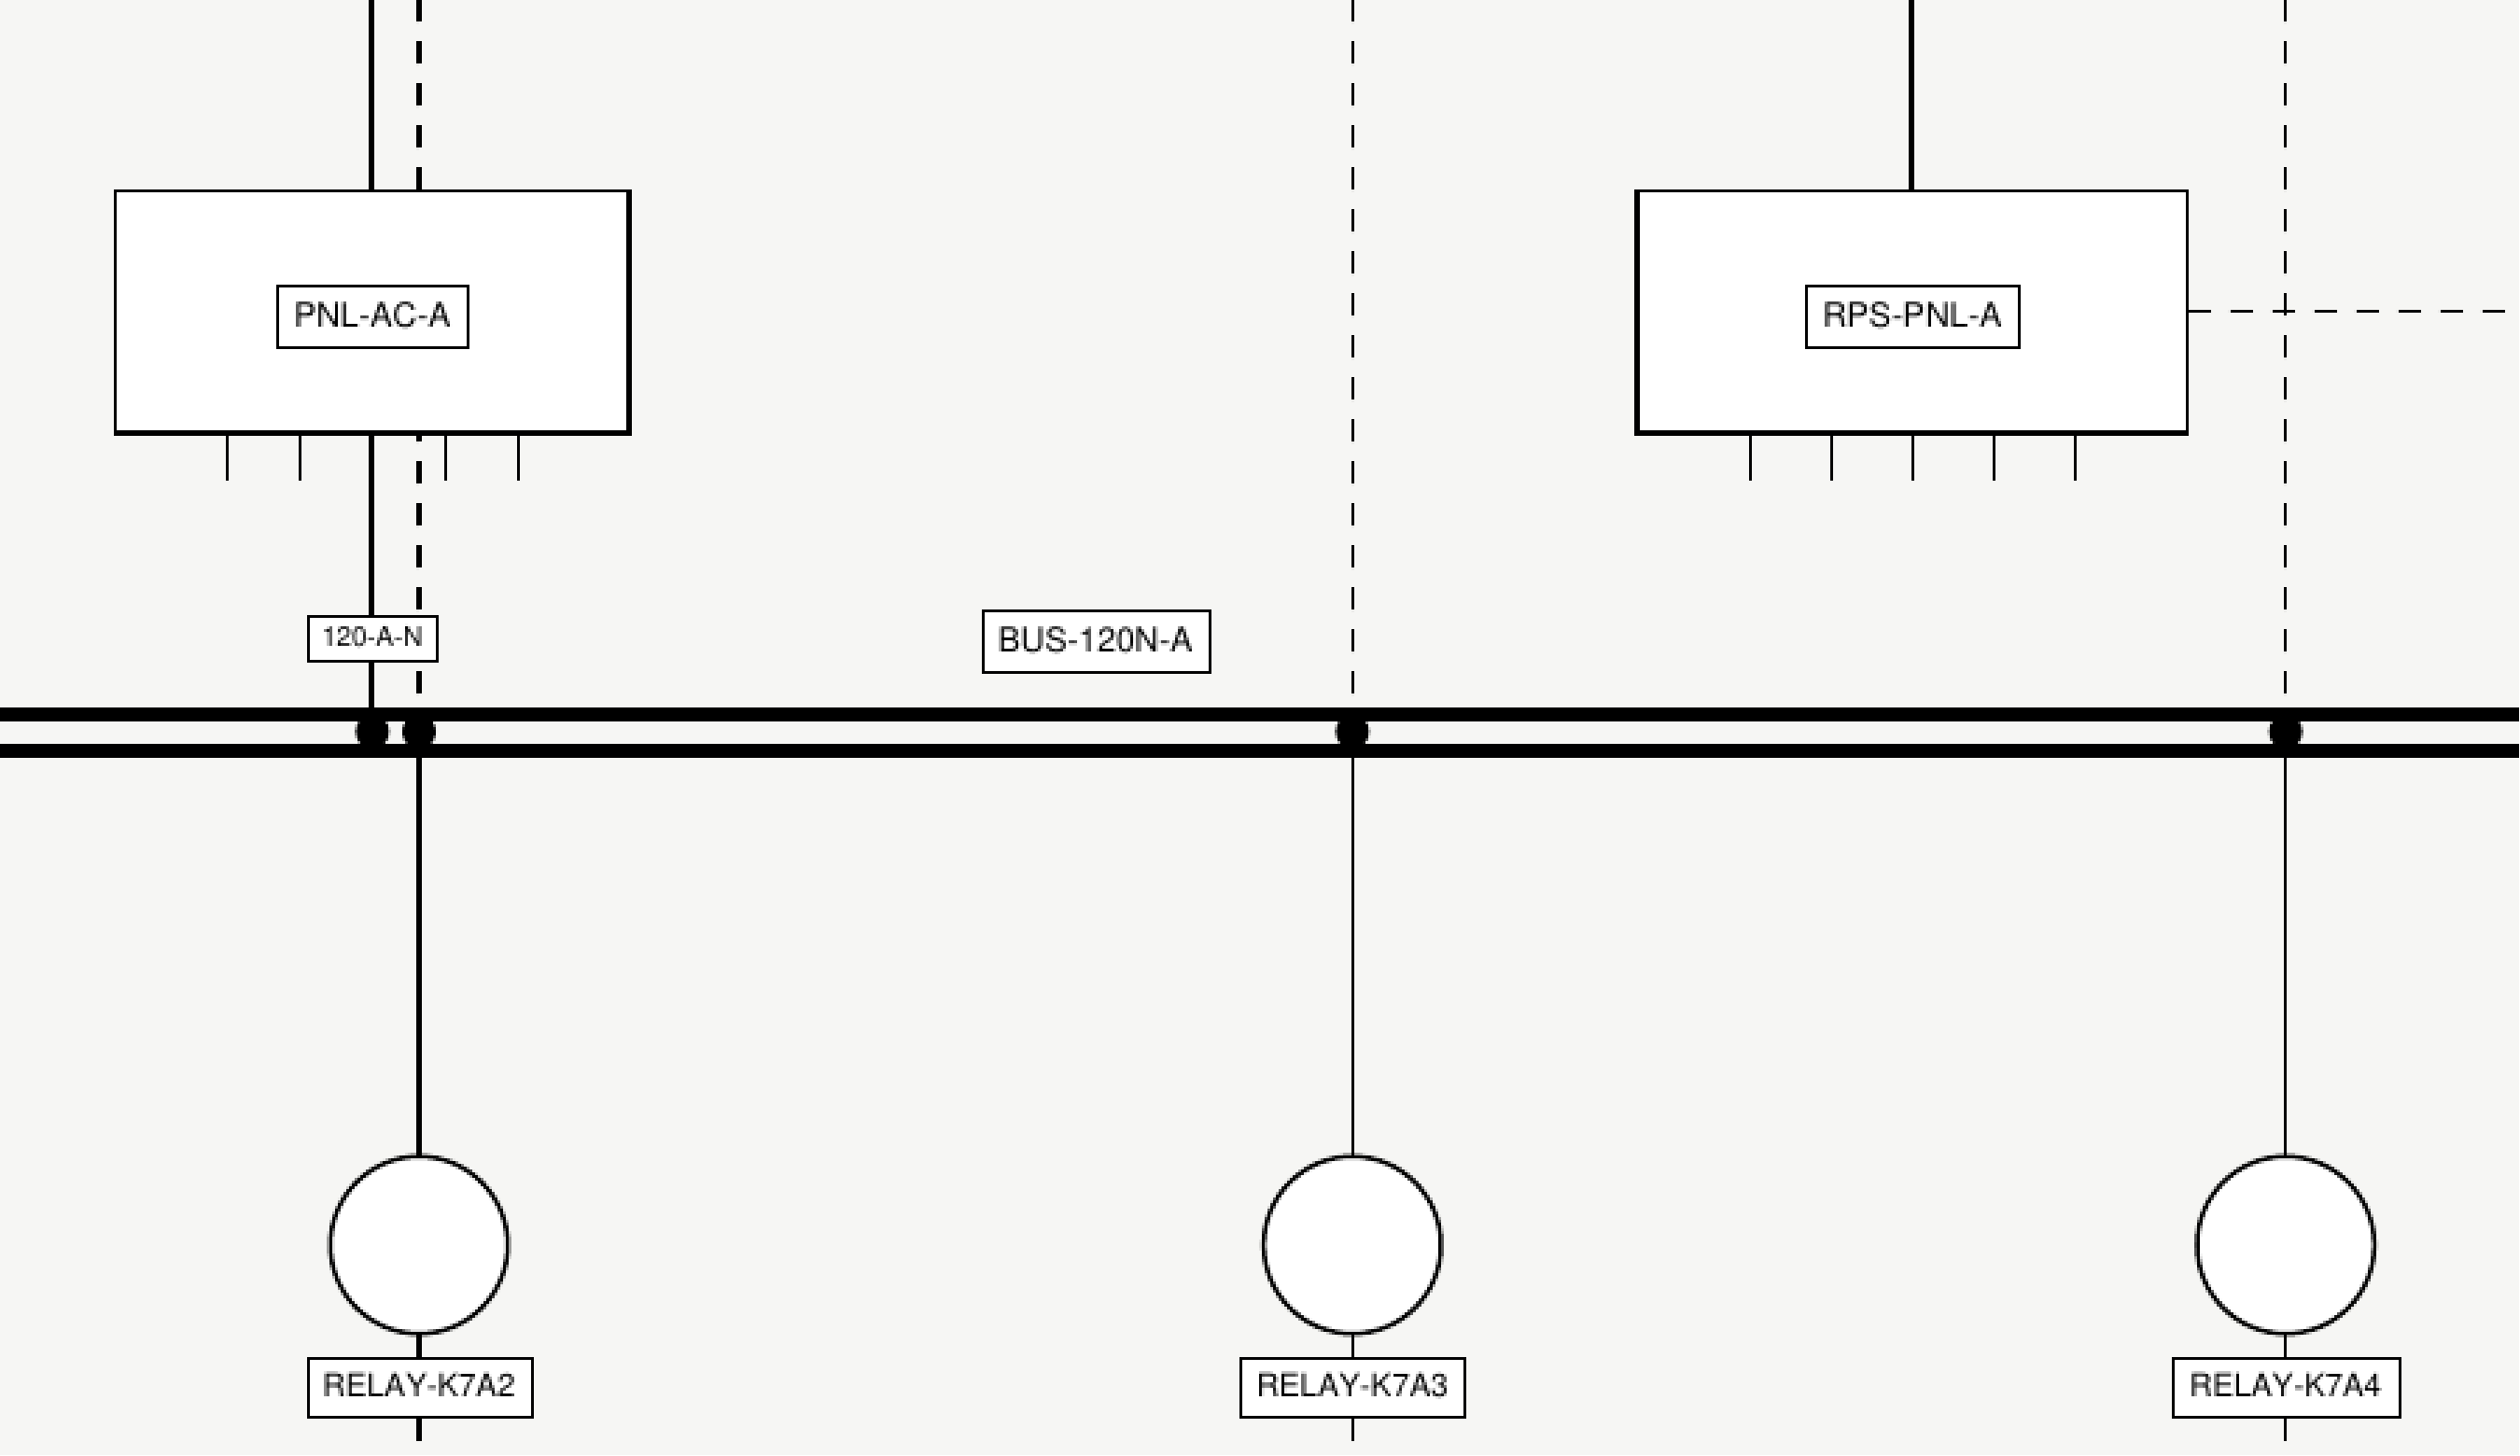 PNL-AC-A
RPS-PNL-A
120-A-N
BUS-120N-A
RELAY-K7A2
RELAY-K7A3
RELAY-K7A4